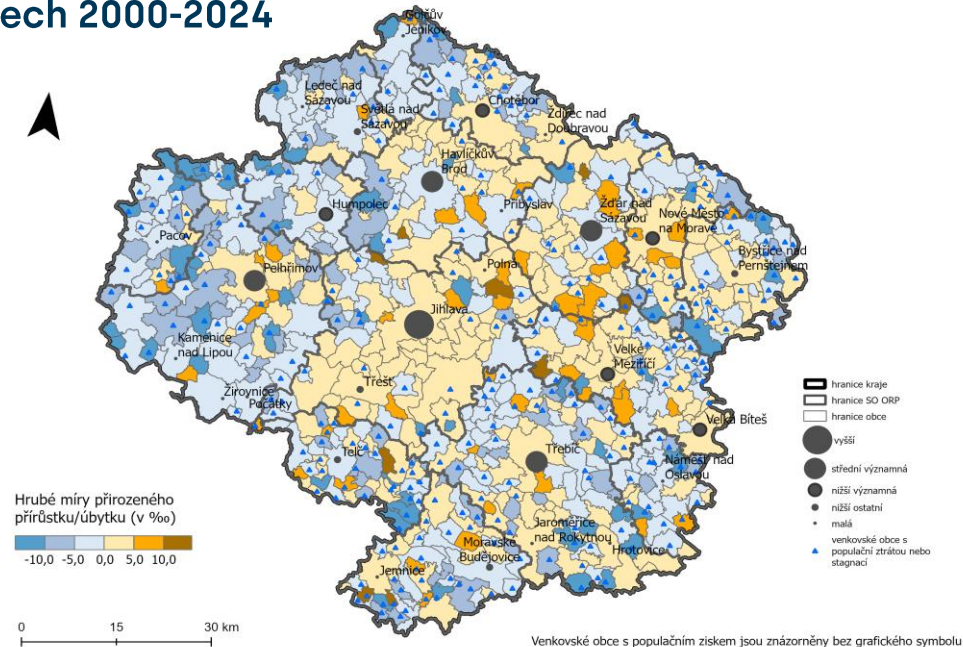 ech 2000-2024
Golčův
Jeníkov
Ledeč nad
Sázavou
Světlá nad
Sázavou
Chotěboř
Ždírec nad
Doubravou
Havlíčkův
Brod
Humpolec
Přibyslav
Žďár nad
Sázavou
Nové Město
na Moravě
Bystřice nad
Pernštejnem
Pacov
Pelhřimov
Polná
Jihlava
Kamenice
nad Lipou
Velké
Meziříčí
Žirovnice
Počátky
Třešť
Velká Bíteš
Telč
Třebíč
Náměšť nad
Oslavou
Jaroměřice
nad Rokytnou
Hrotovice
Moravské
Budějovice
Jemnice
hranice kraje
hranice SO ORP
hranice obce
vyšší
střední významná
nižší významná
nižší ostatní
malá
venkovské obce s
populační ztrátou nebo
stagnací
Hrubé míry přirozeného
přírůstku/úbytku (v ‰)
-10,0 -5,0 0,0 5,0 10,0
0 15 30 km
Venkovské obce s populačním ziskem jsou znázorněny bez grafického symbolu